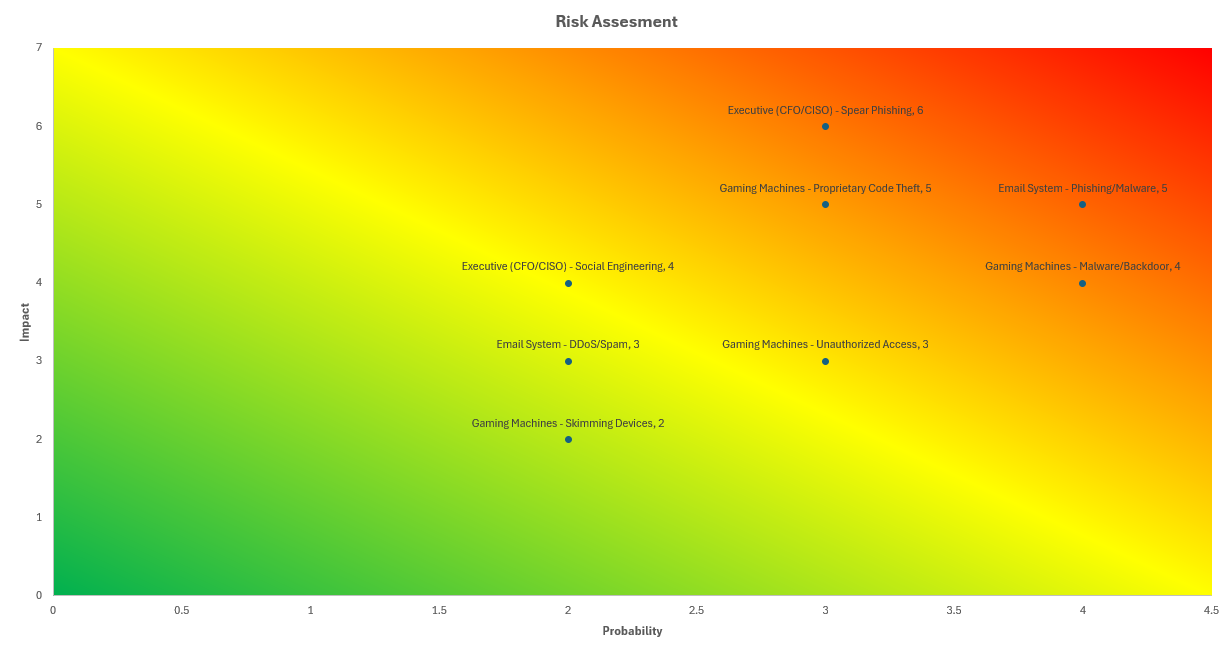 Risk Assesment
7
6
5
4
3
2
1
0
Impact
Executive (CFO/CISO) - Spear Phishing, 6
Gaming Machines - Proprietary Code Theft, 5
Email System - Phishing/Malware, 5
Executive (CFO/CISO) - Social Engineering, 4
Gaming Machines - Malware/Backdoor, 4
Email System - DDoS/Spam, 3
Gaming Machines - Unauthorized Access, 3
Gaming Machines - Skimming Devices, 2
0 0.5 1 1.5 2 2.5 3 3.5 4 4.5
Probability